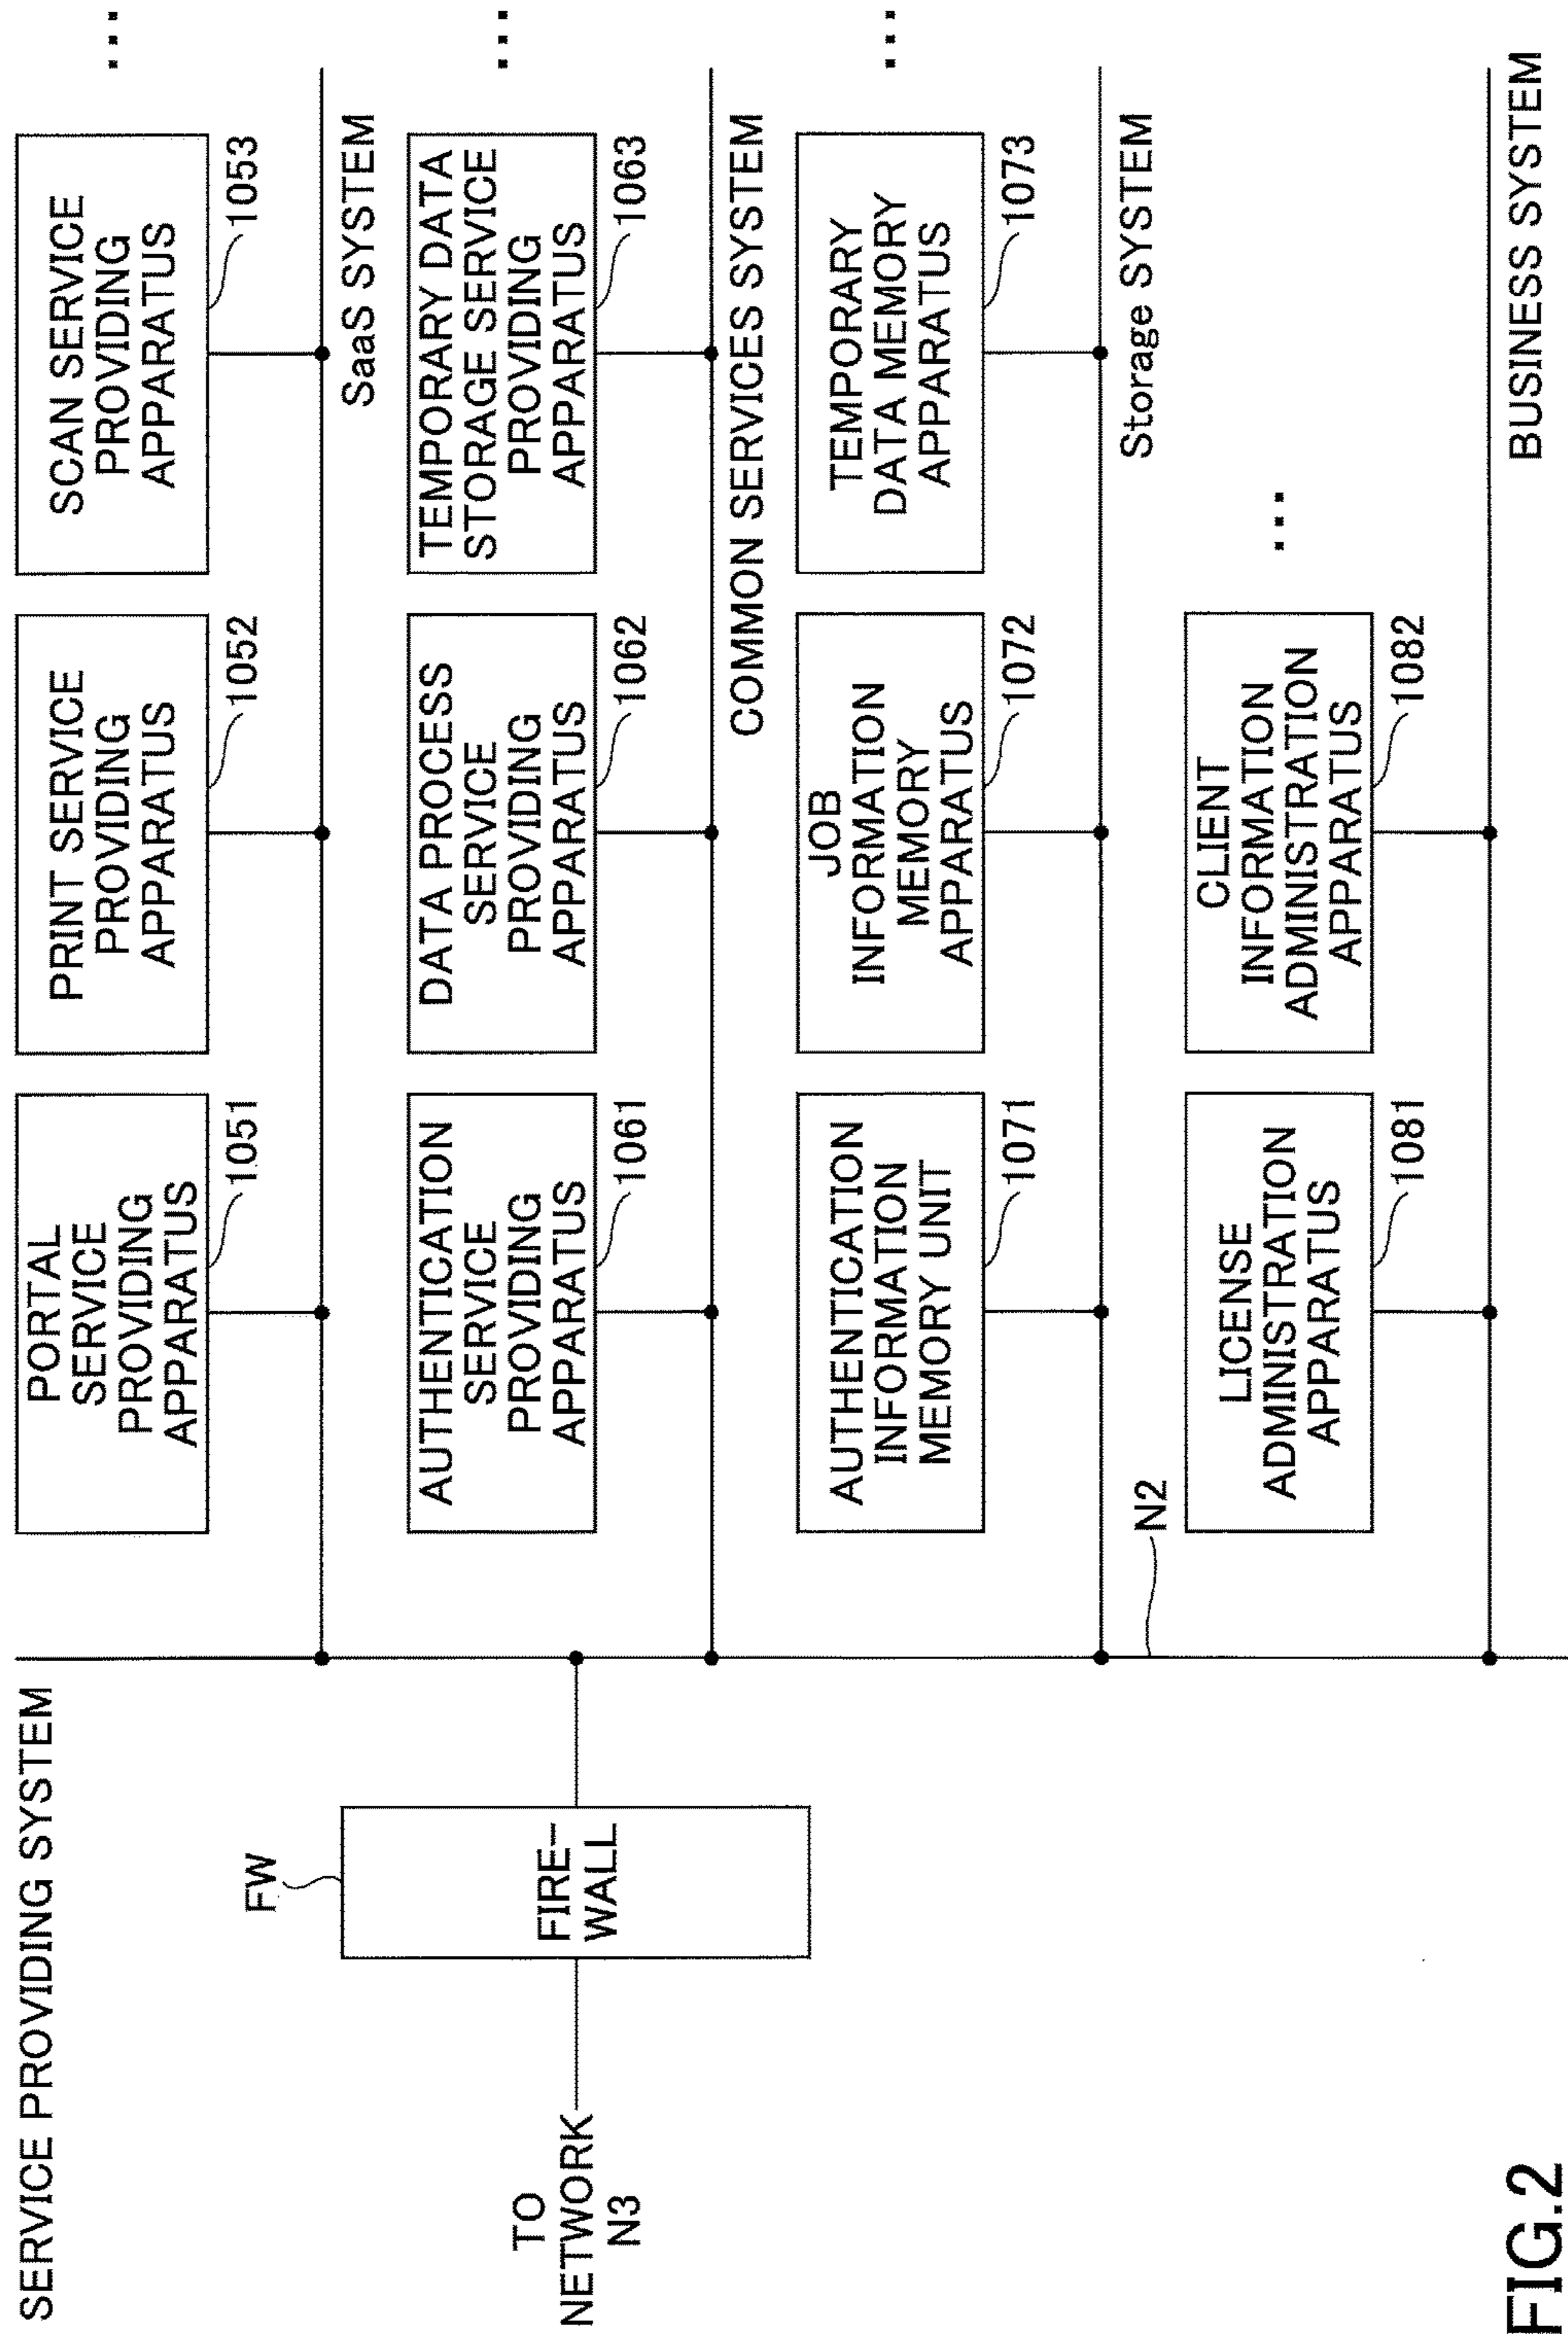 SERVICE PROVIDING SYSTEM
TO
NETWORK
N3
FW
FIRE-
WALL
N2
PORTAL
SERVICE
PROVIDING
APPARATUS
1051
PRINT SERVICE
PROVIDING
APPARATUS
1052
SCAN SERVICE
PROVIDING
APPARATUS
1053
...
SaaS SYSTEM
AUTHENTICATION
SERVICE
PROVIDING
APPARATUS
1061
DATA PROCESS
SERVICE
PROVIDING
APPARATUS
1062
TEMPORARY DATA
STORAGE SERVICE
PROVIDING
APPARATUS
1063
...
COMMON SERVICES SYSTEM
AUTHENTICATION
INFORMATION
MEMORY UNIT
1071
JOB
INFORMATION
MEMORY
APPARATUS
1072
TEMPORARY
DATA MEMORY
APPARATUS
1073
...
Storage SYSTEM
LICENSE
ADMINISTRATION
APPARATUS
1081
CLIENT
INFORMATION
ADMINISTRATION
APPARATUS
1082
...
BUSINESS SYSTEM
FIG.2